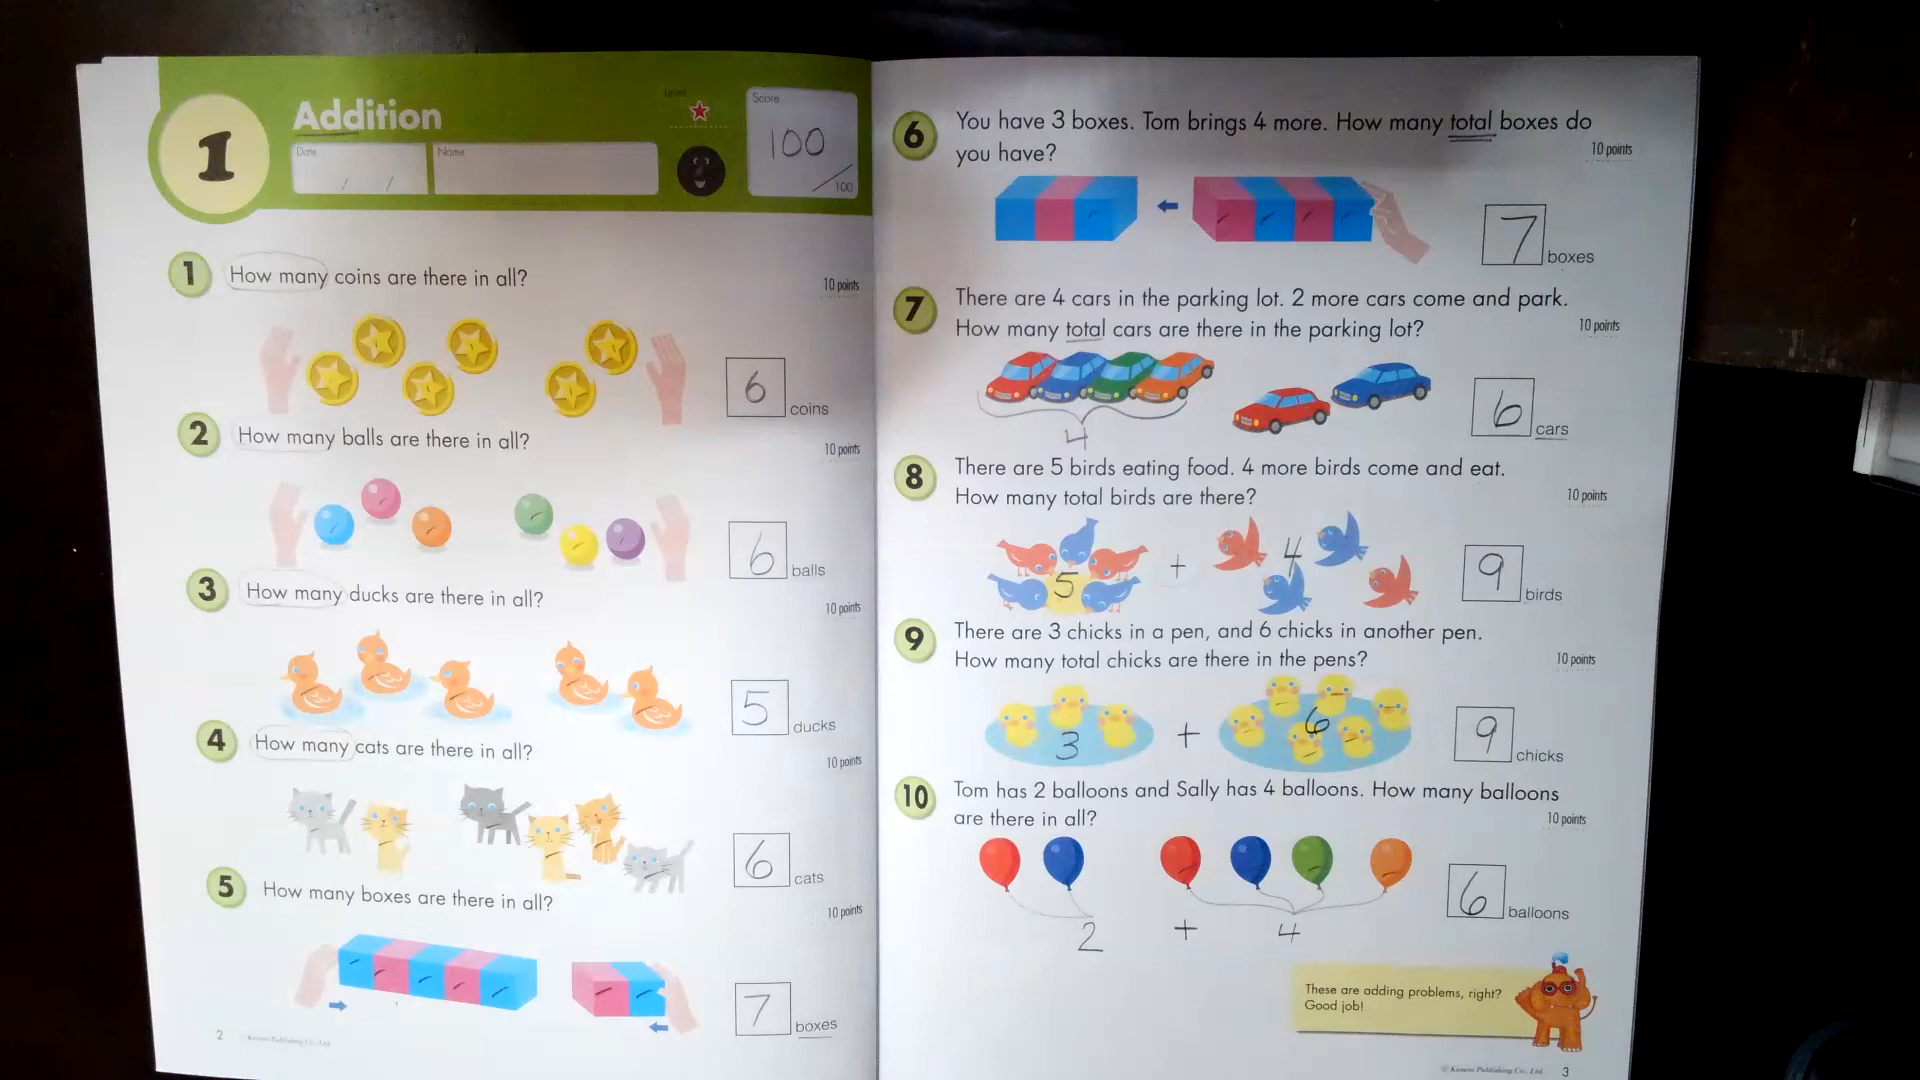 1
Addition
Level
Score
100
/100
Date
/ /
Name
1 How many coins are there in all?
10 points
6 coins
2 How many balls are there in all?
10 points
6 balls
3 How many ducks are there in all?
10 points
5 ducks
4 How many cats are there in all?
10 points
6 cats
5 How many boxes are there in all?
10 points
7 boxes
2
© Kumon Publishing Co., Ltd.
6 You have 3 boxes. Tom brings 4 more. How many total boxes do
you have?
10 points
7 boxes
7 There are 4 cars in the parking lot. 2 more cars come and park.
How many total cars are there in the parking lot?
10 points
4
6 cars
8 There are 5 birds eating food. 4 more birds come and eat.
How many total birds are there?
10 points
5 + 4
9 birds
9 There are 3 chicks in a pen, and 6 chicks in another pen.
How many total chicks are there in the pens?
10 points
3 + 6
9 chicks
10 Tom has 2 balloons and Sally has 4 balloons. How many balloons
are there in all?
10 points
6 balloons
2 + 4
These are adding problems, right?
Good job!
© Kumon Publishing Co., Ltd. 3